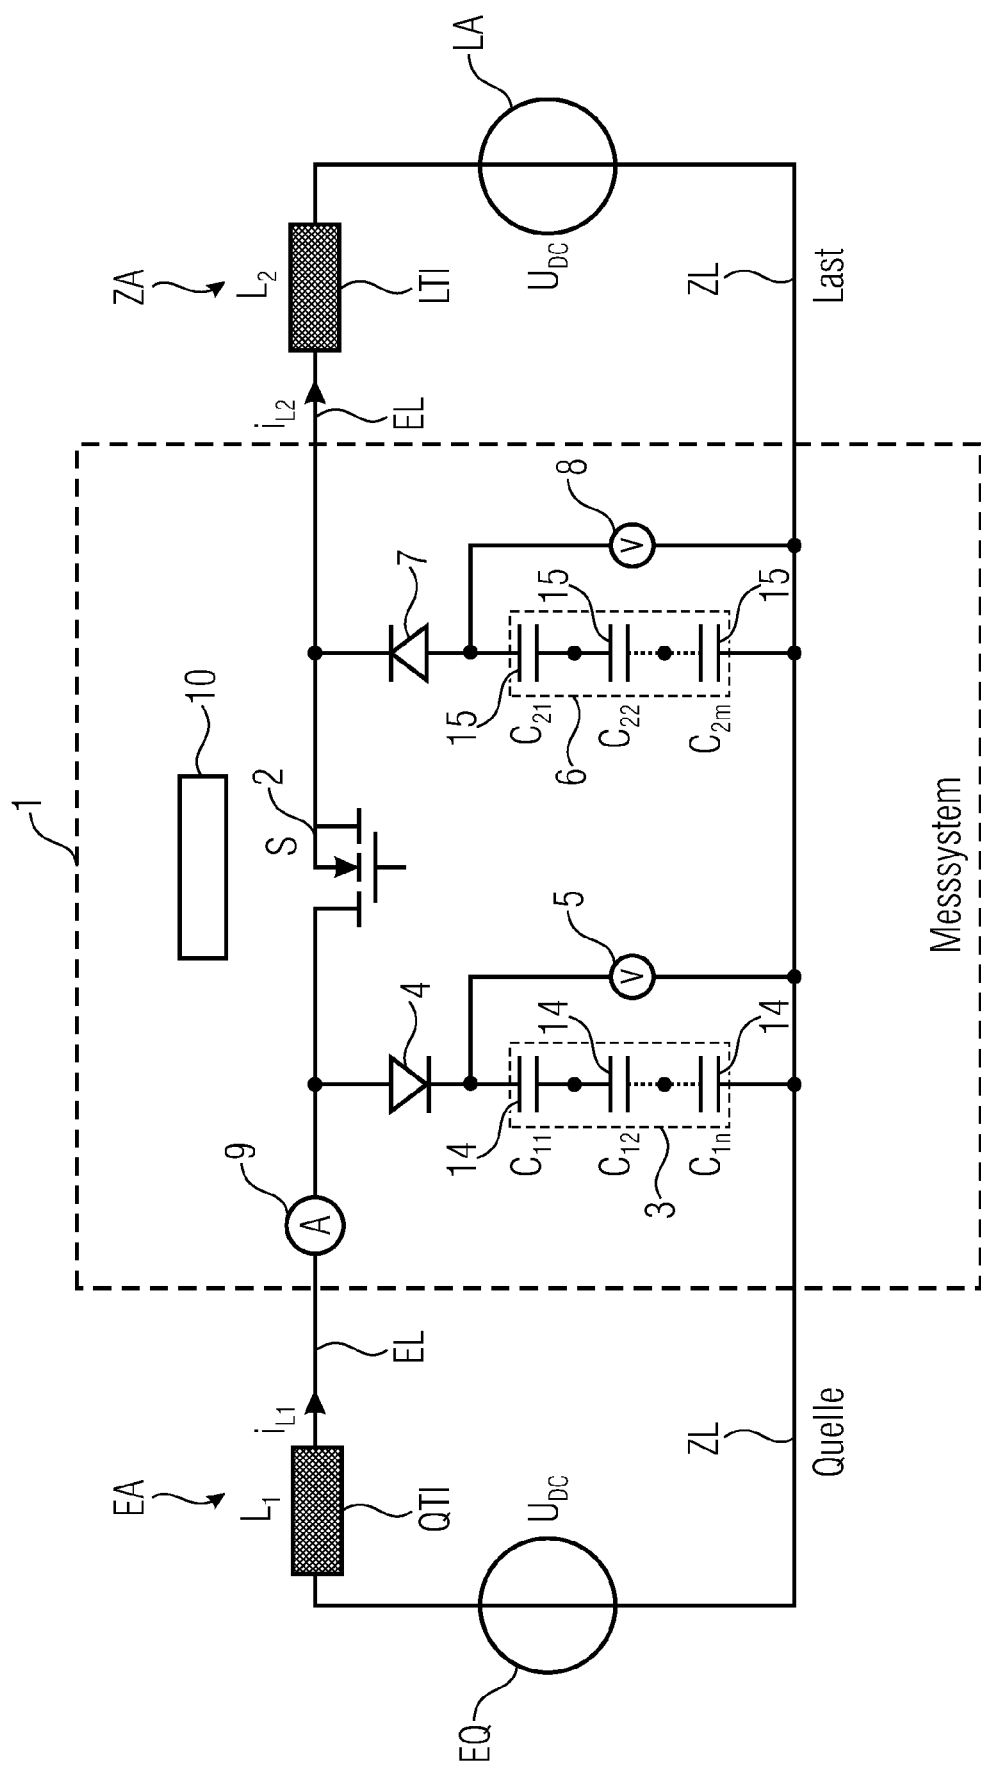 1
10
EA
ZA
L₁
iL1
9
A
S
2
iL2
L₂
QTI
EL
4
7
EL
LTI
EQ
UDC
14
C11
14
C12
14
C1n
3
5
V
15
C21
15
C22
15
C2m
6
8
V
UDC
LA
ZL
ZL
Quelle
Messsystem
Last